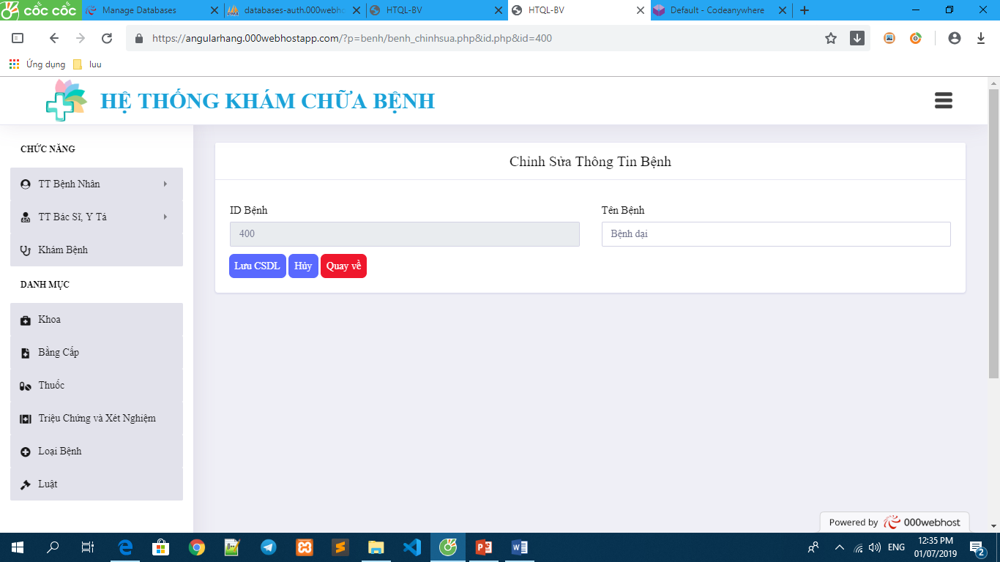 cốc cốc
Manage Databases
databases-auth.000webho
HTQL-BV
HTQL-BV
Default - Codeanywhere
https://angularhang.000webhostapp.com/?p=benh/benh_chinhsua.php&id.php&id=400
Ứng dụng
luu
HỆ THỐNG KHÁM CHỮA BỆNH
CHỨC NĂNG
TT Bệnh Nhân
TT Bác Sĩ, Y Tá
Khám Bệnh
DANH MỤC
Khoa
Bằng Cấp
Thuốc
Triệu Chứng và Xét Nghiệm
Loại Bệnh
Luật
Chỉnh Sửa Thông Tin Bệnh
ID Bệnh
Tên Bệnh
400
Bệnh dại
Lưu CSDL
Hủy
Quay về
Powered by 000webhost
ENG
12:35 PM
01/07/2019
2